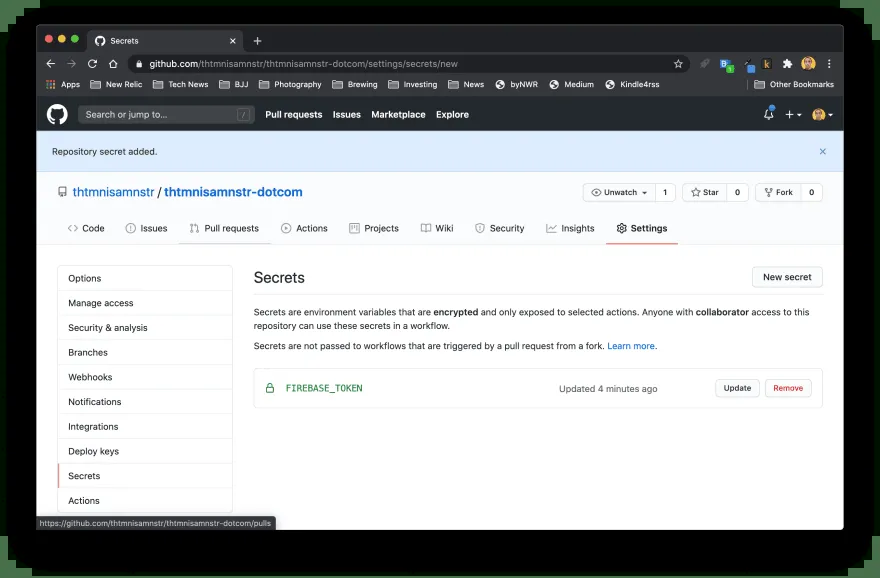 Secrets
github.com/thtmnisamnstr/thtmnisamnstr-dotcom/settings/secrets/new
Apps New Relic Tech News BJJ Photography Brewing Investing News byNWR Medium Kindle4rss Other Bookmarks
Search or jump to... / Pull requests Issues Marketplace Explore
Repository secret added.
thtmnisamnstr / thtmnisamnstr-dotcom Unwatch 1 Star 0 Fork 0
Code Issues Pull requests Actions Projects Wiki Security Insights Settings
Options
Manage access
Security & analysis
Branches
Webhooks
Notifications
Integrations
Deploy keys
Secrets
Actions
Secrets New secret
Secrets are environment variables that are encrypted and only exposed to selected actions. Anyone with collaborator access to this
repository can use these secrets in a workflow.
Secrets are not passed to workflows that are triggered by a pull request from a fork. Learn more.
FIREBASE_TOKEN Updated 4 minutes ago Update Remove
https://github.com/thtmnisamnstr/thtmnisamnstr-dotcom/pulls